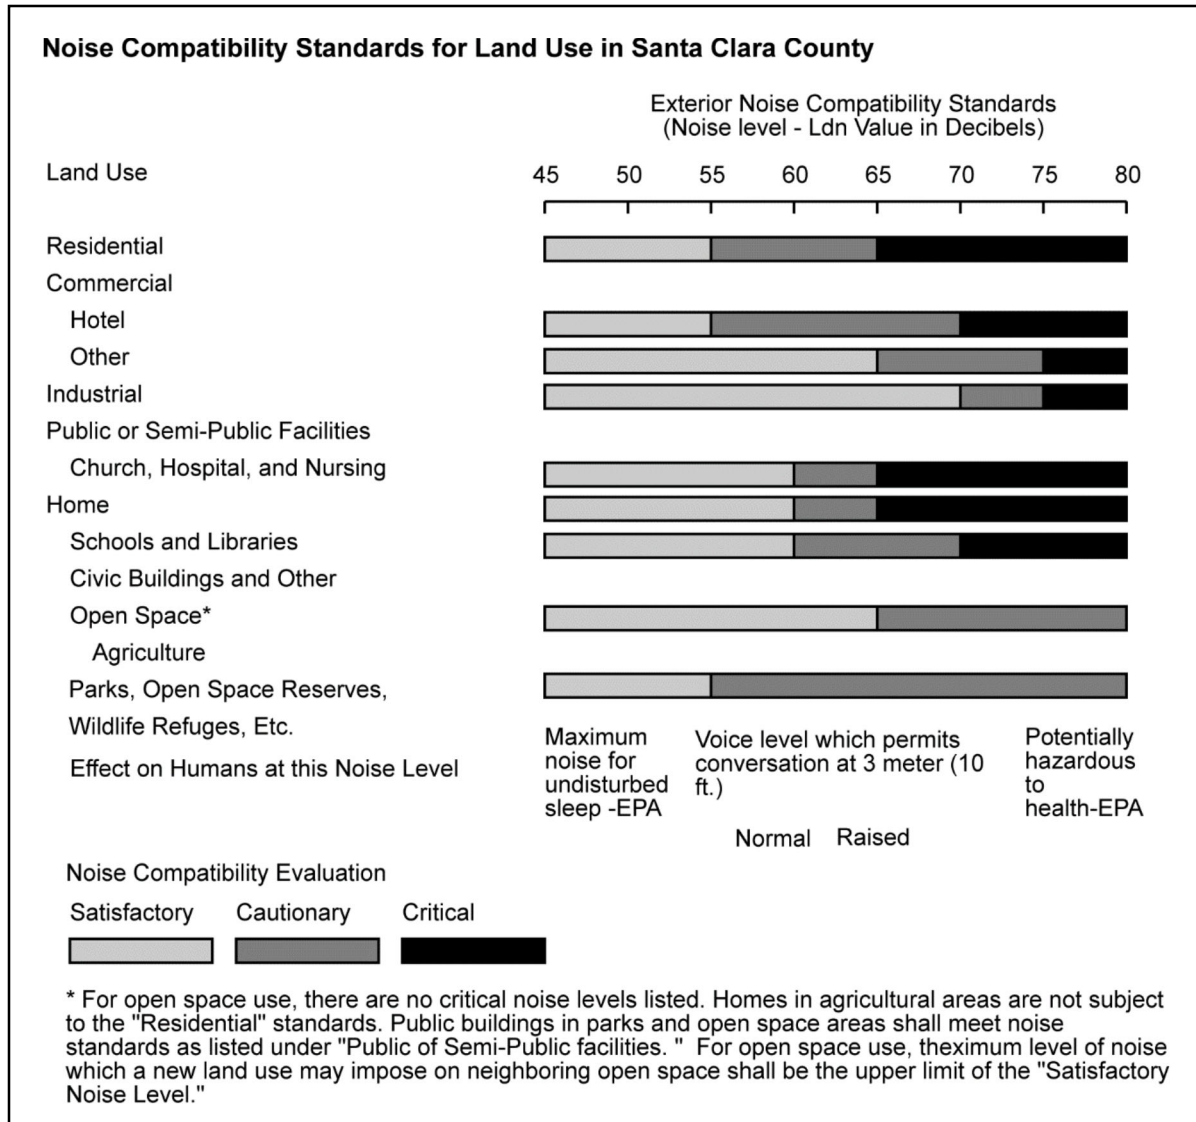 Noise Compatibility Standards for Land Use in Santa Clara County
Exterior Noise Compatibility Standards
(Noise level - Ldn Value in Decibels)
Land Use
45 50 55 60 65 70 75 80
Residential
Commercial
Hotel
Other
Industrial
Public or Semi-Public Facilities
Church, Hospital, and Nursing
Home
Schools and Libraries
Civic Buildings and Other
Open Space*
Agriculture
Parks, Open Space Reserves,
Wildlife Refuges, Etc.
Effect on Humans at this Noise Level
Maximum
noise for
undisturbed
sleep -EPA
Voice level which permits
conversation at 3 meter (10
ft.)
Normal Raised
Potentially
hazardous
to
health-EPA
Noise Compatibility Evaluation
Satisfactory Cautionary Critical
* For open space use, there are no critical noise levels listed. Homes in agricultural areas are not subject
to the "Residential" standards. Public buildings in parks and open space areas shall meet noise
standards as listed under "Public of Semi-Public facilities. " For open space use, theximum level of noise
which a new land use may impose on neighboring open space shall be the upper limit of the "Satisfactory
Noise Level."